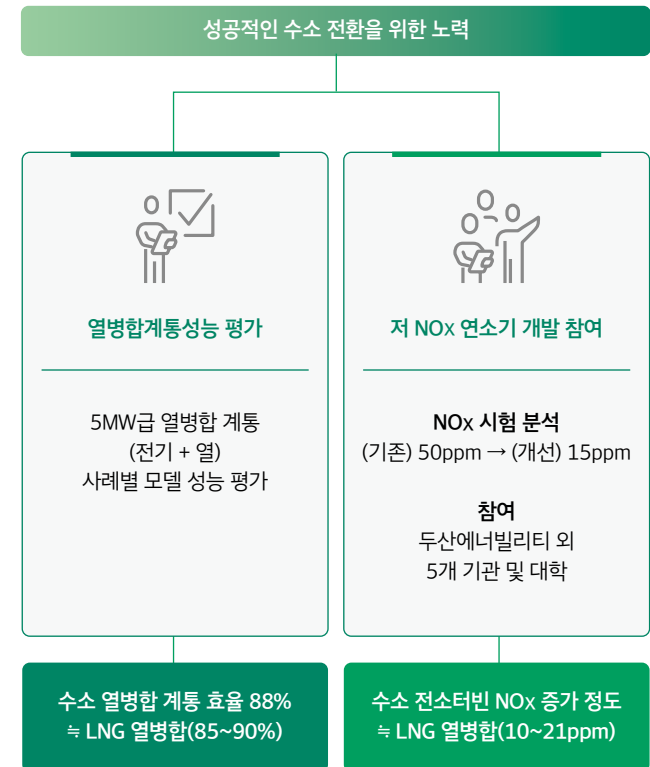 성공적인 수소 전환을 위한 노력
열병합계통성능 평가
5MW급 열병합 계통
(전기 + 열)
사례별 모델 성능 평가
수소 열병합 계통 효율 88%
≒ LNG 열병합(85~90%)
저 NOx 연소기 개발 참여
NOx 시험 분석
(기존) 50ppm → (개선) 15ppm
참여
두산에너빌리티 외
5개 기관 및 대학
수소 전소터빈 NOx 증가 정도
≒ LNG 열병합(10~21ppm)